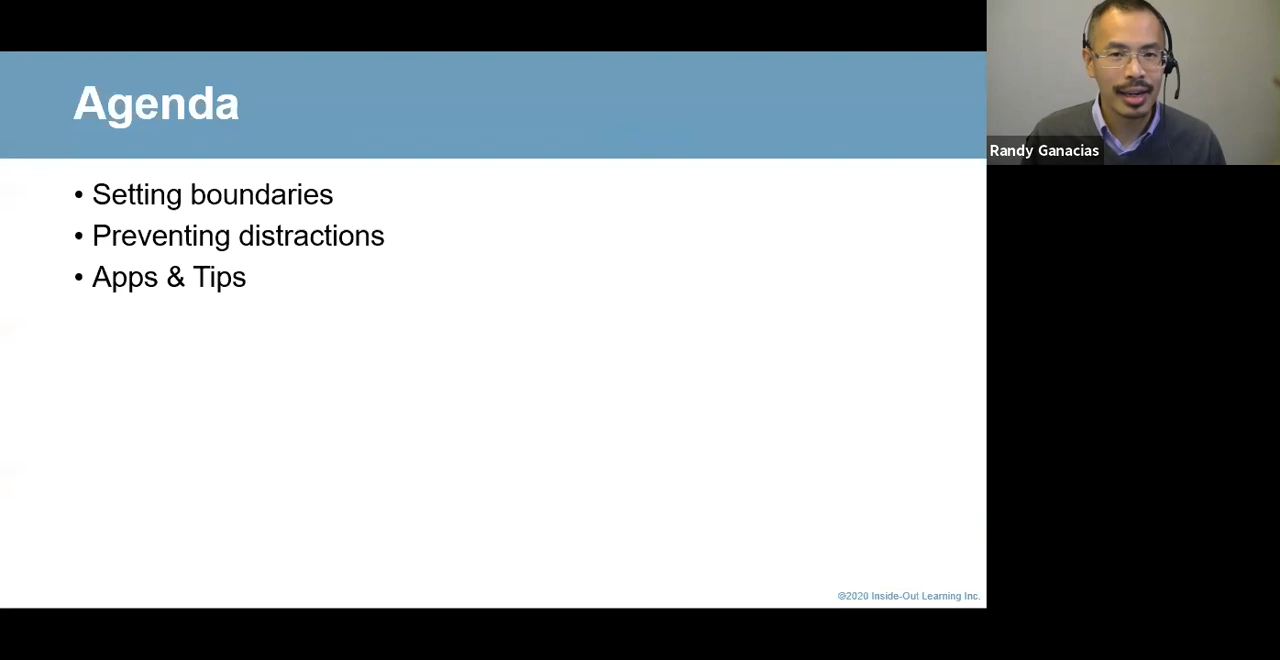 Agenda
• Setting boundaries
• Preventing distractions
• Apps & Tips
Randy Ganacias
©2020 Inside-Out Learning Inc.